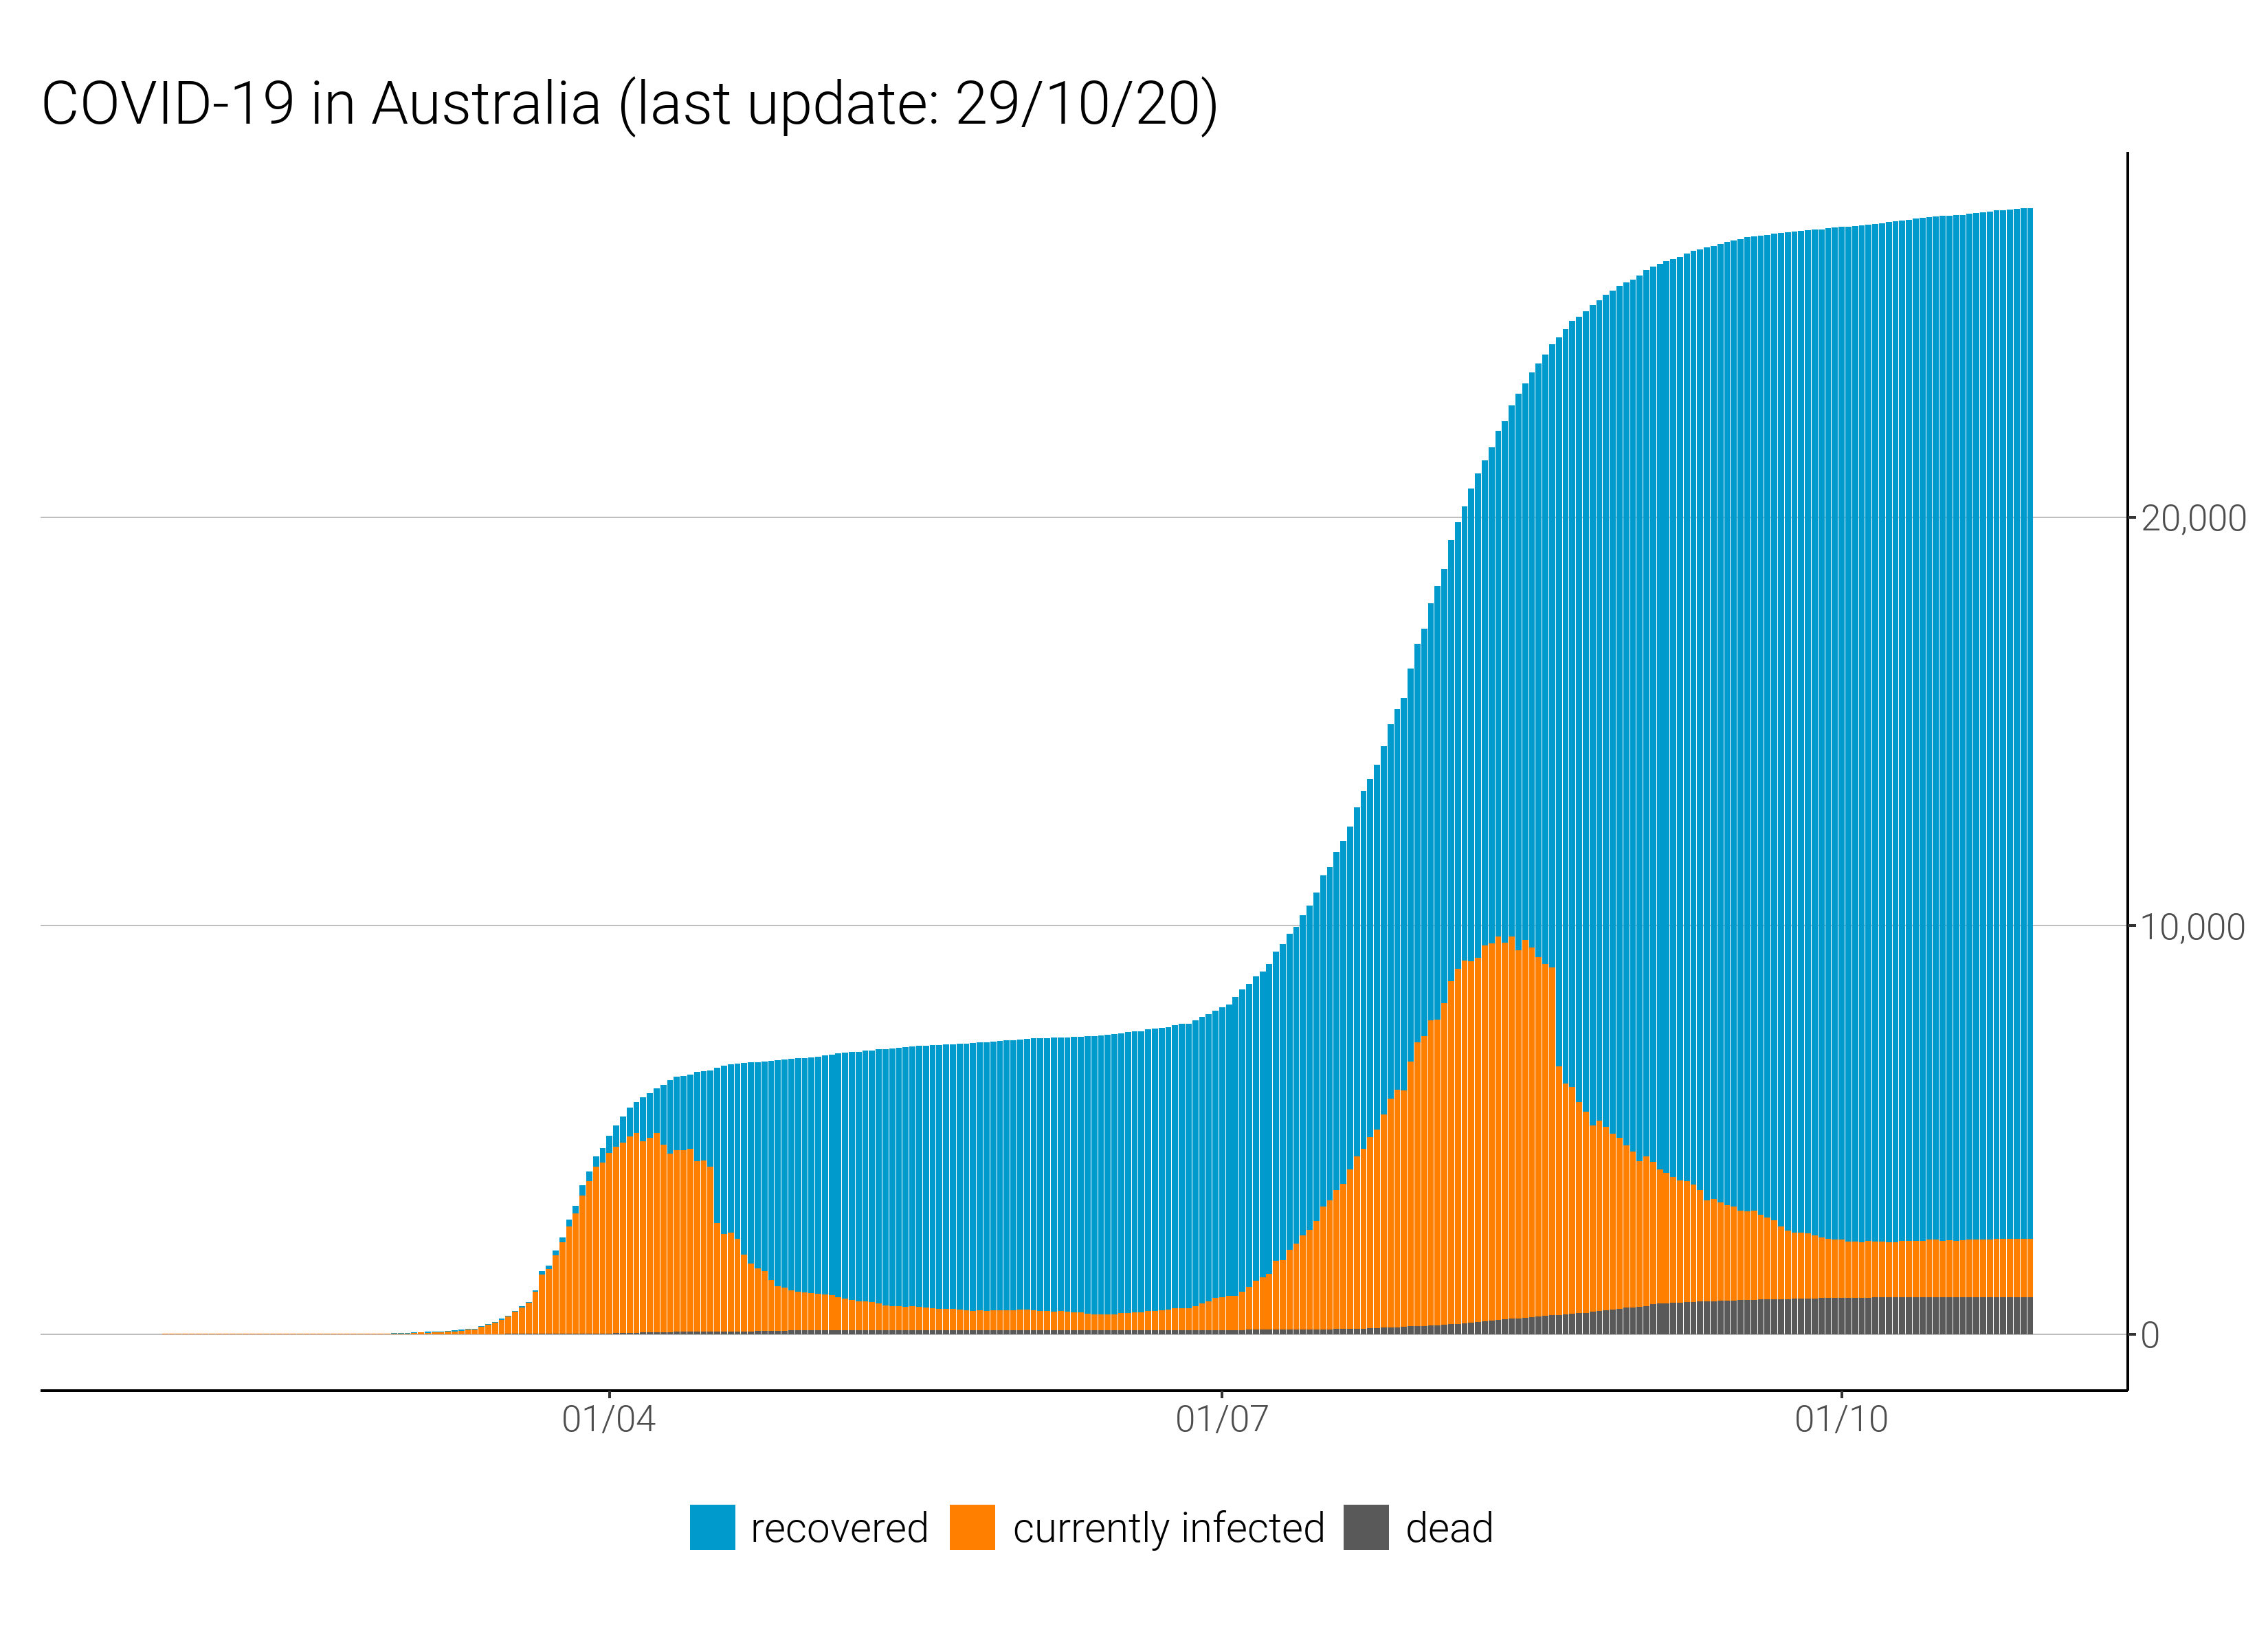 COVID-19 in Australia (last update: 29/10/20)
20,000
10,000
0
01/04 01/07 01/10
recovered currently infected dead